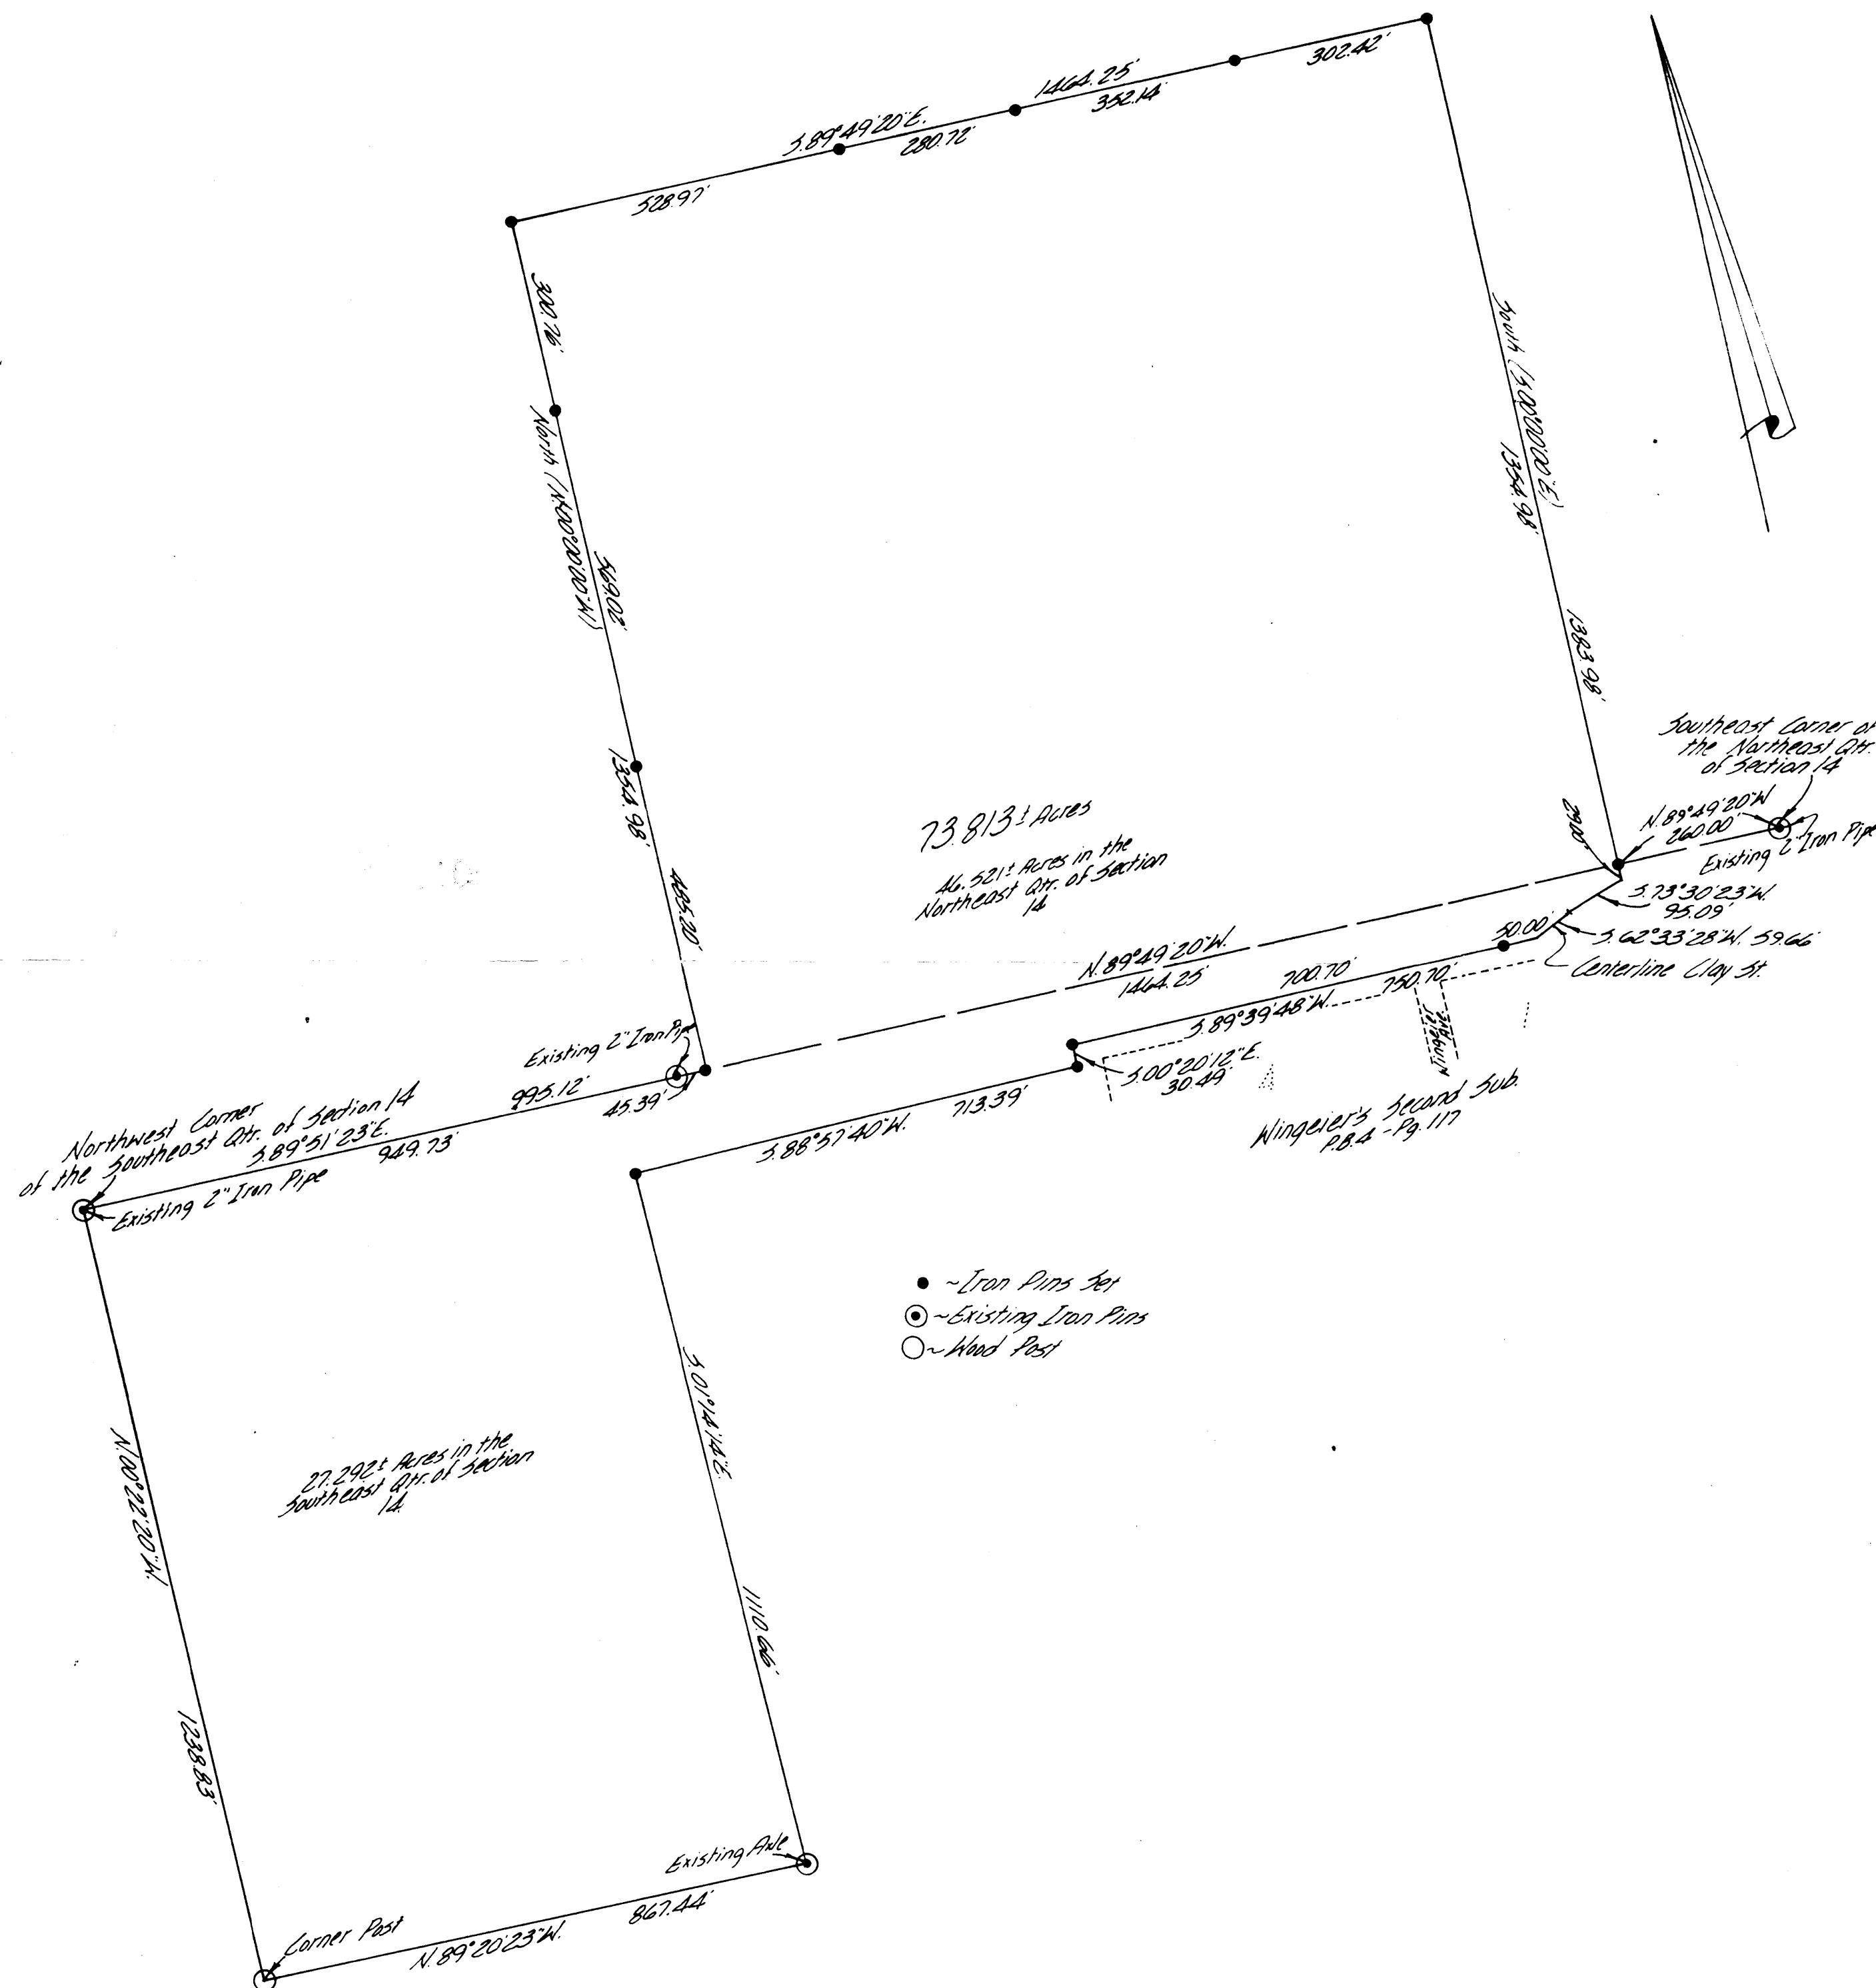 302.42'
1464.25'
352.14'
S.89°49'20"E.
280.72'
528.97'
300.76'
North (N.00°00'00"W)
569.02'
1354.98'
485.20'
South (S.00°00'00"E)
1354.98'
1383.98'
29.00'
Southeast Corner of
the Northeast Qtr.
of Section 14
N.89°49'20"W
260.00'
Existing 2" Iron Pipe
73.813± Acres
46.521± Acres in the
Northeast Qtr. of Section
14
S.73°30'23"W.
95.09'
S.62°33'28"W. 59.66'
Centerline Clay St.
50.00'
N.89°49'20"W.
1464.25'
700.70'
750.70'
S.89°39'48"W.
Wingeier
Ave
S.00°20'12"E.
30.49'
Wingeier's Second Sub.
P.B.4 - Pg. 117
Existing 2" Iron Pipe
995.12'
45.39'
Northwest Corner
of the Southeast Qtr. of Section 14
S.89°51'23"E.
949.73'
Existing 2" Iron Pipe
713.39'
S.88°57'40"W.
~Iron Pins Set
~Existing Iron Pins
~Wood Post
S.01°14'14"E.
1110.66'
27.292± Acres in the
Southeast Qtr. of Section
14
N.00°22'20"W.
1238.83'
Existing Axle
867.44'
N.89°20'23"W.
Corner Post